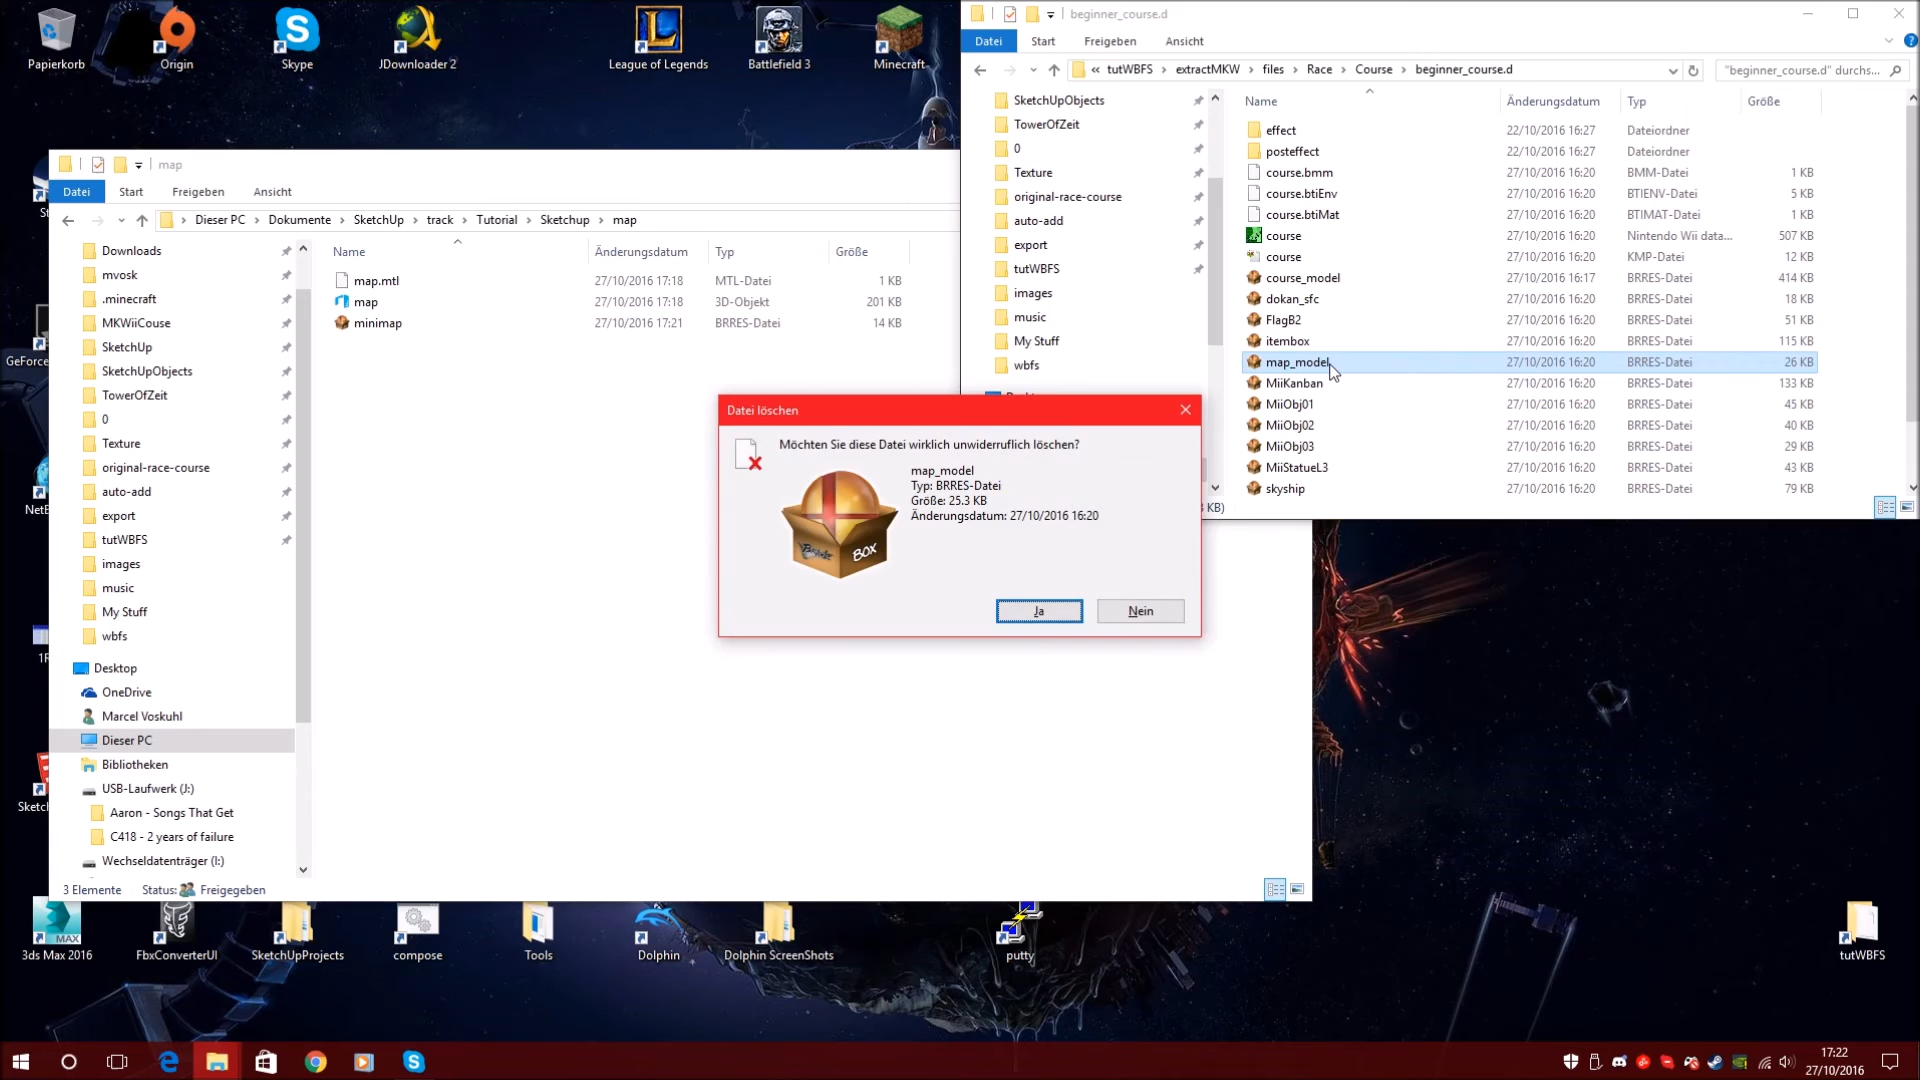 Papierkorb
Origin
Skype
JDownloader 2
League of Legends
Battlefield 3
Minecraft
beginner_course.d
Datei Start Freigeben Ansicht
« tutWBFS › extractMKW › files › Race › Course › beginner_course.d
"beginner_course.d" durchs...
SketchUpObjects
TowerOfZeit
0
Texture
original-race-course
auto-add
export
tutWBFS
images
music
My Stuff
wbfs
Name Änderungsdatum Typ Größe
effect 22/10/2016 16:27 Dateiordner
posteffect 22/10/2016 16:27 Dateiordner
course.bmm 27/10/2016 16:20 BMM-Datei 1 KB
course.btiEnv 27/10/2016 16:20 BTIENV-Datei 5 KB
course.btiMat 27/10/2016 16:20 BTIMAT-Datei 1 KB
course 27/10/2016 16:20 Nintendo Wii data... 507 KB
course 27/10/2016 16:20 KMP-Datei 12 KB
course_model 27/10/2016 16:17 BRRES-Datei 414 KB
dokan_sfc 27/10/2016 16:20 BRRES-Datei 18 KB
FlagB2 27/10/2016 16:20 BRRES-Datei 51 KB
itembox 27/10/2016 16:20 BRRES-Datei 115 KB
map_model 27/10/2016 16:20 BRRES-Datei 26 KB
MiiKanban 27/10/2016 16:20 BRRES-Datei 133 KB
MiiObj01 27/10/2016 16:20 BRRES-Datei 45 KB
MiiObj02 27/10/2016 16:20 BRRES-Datei 40 KB
MiiObj03 27/10/2016 16:20 BRRES-Datei 29 KB
MiiStatueL3 27/10/2016 16:20 BRRES-Datei 43 KB
skyship 27/10/2016 16:20 BRRES-Datei 79 KB
KB)
map
Datei Start Freigeben Ansicht
Dieser PC › Dokumente › SketchUp › track › Tutorial › Sketchup › map
Downloads
mvosk
.minecraft
MKWiiCouse
SketchUp
SketchUpObjects
TowerOfZeit
0
Texture
original-race-course
auto-add
export
tutWBFS
images
music
My Stuff
wbfs
Desktop
OneDrive
Marcel Voskuhl
Dieser PC
Bibliotheken
USB-Laufwerk (J:)
Aaron - Songs That Get
C418 - 2 years of failure
Wechseldatenträger (I:)
Name Änderungsdatum Typ Größe
map.mtl 27/10/2016 17:18 MTL-Datei 1 KB
map 27/10/2016 17:18 3D-Objekt 201 KB
minimap 27/10/2016 17:21 BRRES-Datei 14 KB
3 Elemente Status: Freigegeben
Datei löschen
Möchten Sie diese Datei wirklich unwiderruflich löschen?
map_model
Typ: BRRES-Datei
Größe: 25.3 KB
Änderungsdatum: 27/10/2016 16:20
BOX
Ja Nein
GeForce
3ds Max 2016
FbxConverterUI
SketchUpProjects
compose
Tools
Dolphin
Dolphin ScreenShots
putty
tutWBFS
17:22
27/10/2016